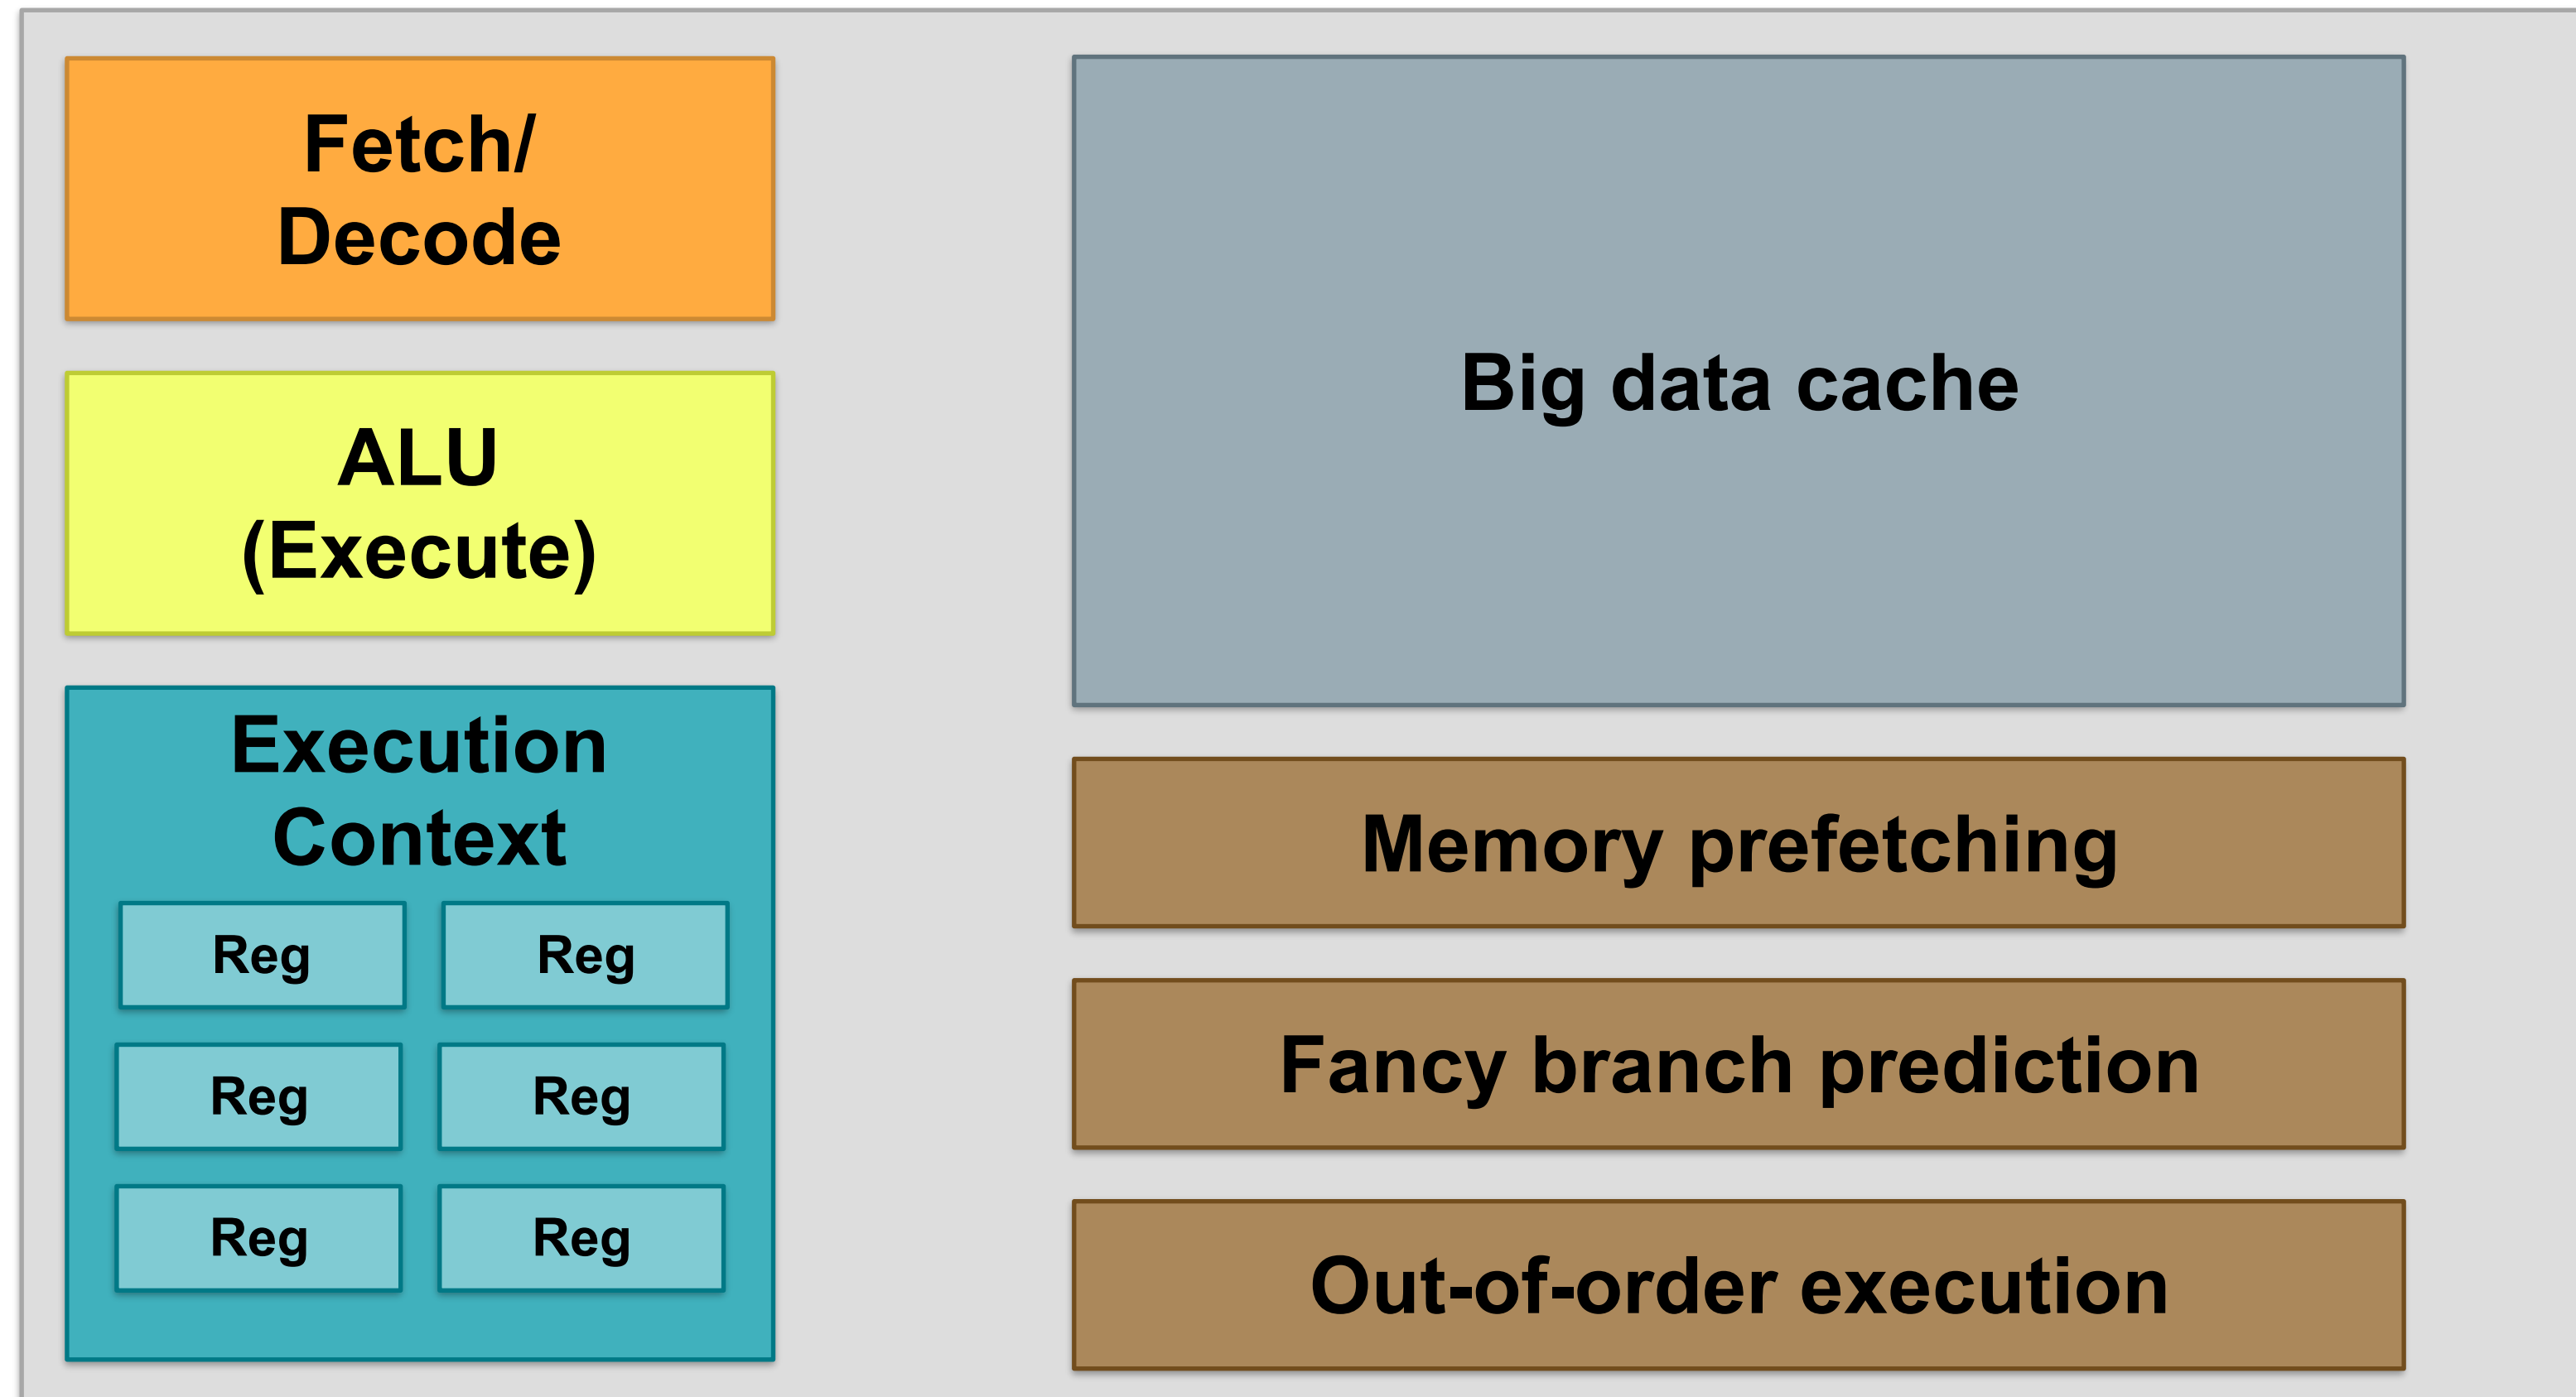 Fetch/
Decode
ALU
(Execute)
Execution
Context
Reg Reg
Reg Reg
Reg Reg
Big data cache
Memory prefetching
Fancy branch prediction
Out-of-order execution